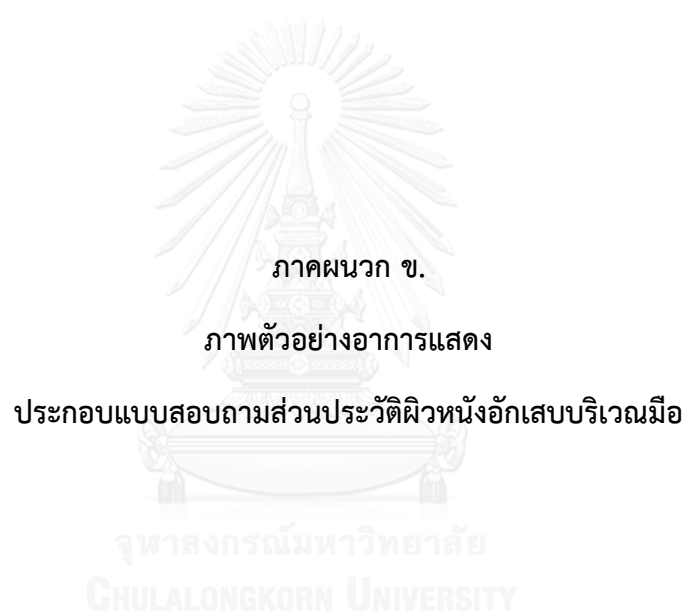 ภาคผนวก ข.
ภาพตัวอย่างอาการแสดง
ประกอบแบบสอบถามส่วนประวัติผิวหนังอักเสบบริเวณมือ
จุฬาลงกรณ์มหาวิทยาลัย
CHULALONGKORN UNIVERSITY